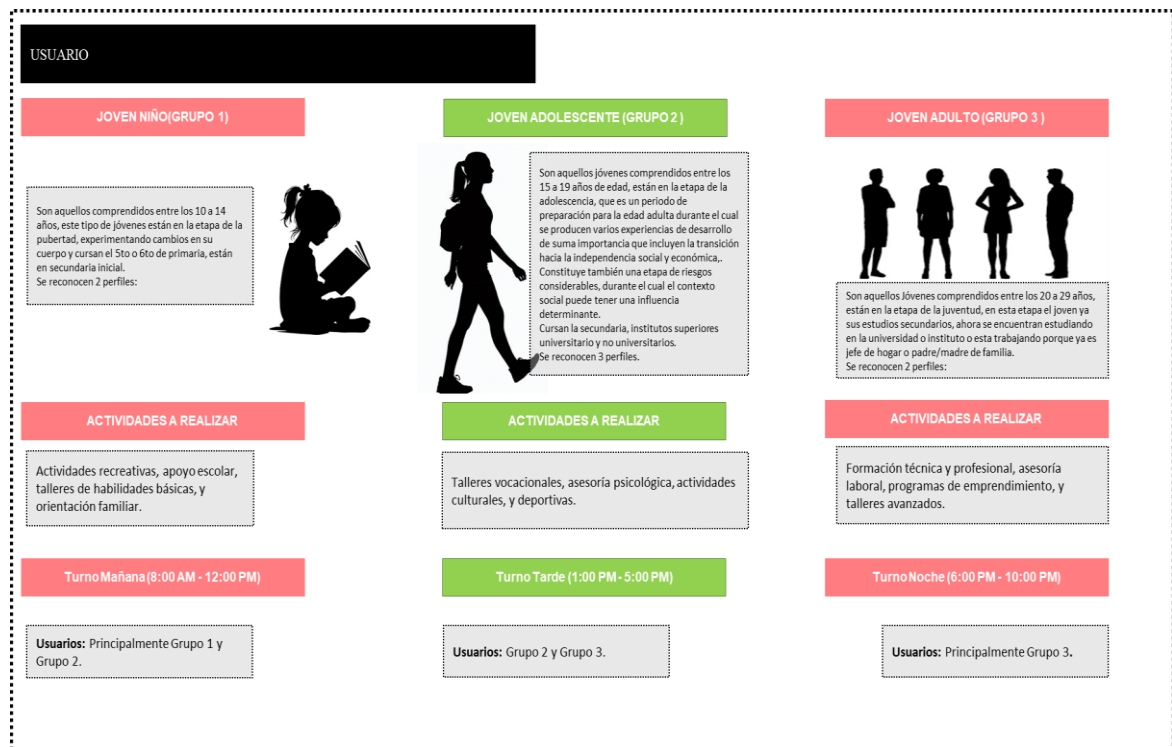 USUARIO
JOVEN NIÑO(GRUPO 1)
Son aquellos comprendidos entre los 10 a 14
años, este tipo de jóvenes están en la etapa de la
pubertad, experimentando cambios en su
cuerpo y cursan el 5to o 6to de primaria, están
en secundaria inicial.
Se reconocen 2 perfiles:
JOVEN ADOLESCENTE (GRUPO 2 )
Son aquellos jóvenes comprendidos entre los
15 a 19 años de edad, están en la etapa de la
adolescencia, que es un periodo de
preparación para la edad adulta durante el cual
se producen varios experiencias de desarrollo
de suma importancia que incluyen la transición
hacia la independencia social y económica,.
Constituye también una etapa de riesgos
considerables, durante el cual el contexto
social puede tener una influencia
determinante.
Cursan la secundaria, institutos superiores
universitario y no universitarios.
Se reconocen 3 perfiles.
JOVEN ADULTO (GRUPO 3 )
Son aquellos Jóvenes comprendidos entre los 20 a 29 años,
están en la etapa de la juventud, en esta etapa el joven ya
sus estudios secundarios, ahora se encuentran estudiando
en la universidad o instituto o esta trabajando porque ya es
jefe de hogar o padre/madre de familia.
Se reconocen 2 perfiles:
ACTIVIDADES A REALIZAR
Actividades recreativas, apoyo escolar,
talleres de habilidades básicas, y
orientación familiar.
ACTIVIDADES A REALIZAR
Talleres vocacionales, asesoría psicológica, actividades
culturales, y deportivas.
ACTIVIDADES A REALIZAR
Formación técnica y profesional, asesoría
laboral, programas de emprendimiento, y
talleres avanzados.
Turno Mañana (8:00 AM - 12:00 PM)
Usuarios: Principalmente Grupo 1 y
Grupo 2.
Turno Tarde (1:00 PM - 5:00 PM)
Usuarios: Grupo 2 y Grupo 3.
Turno Noche (6:00 PM - 10:00 PM)
Usuarios: Principalmente Grupo 3.